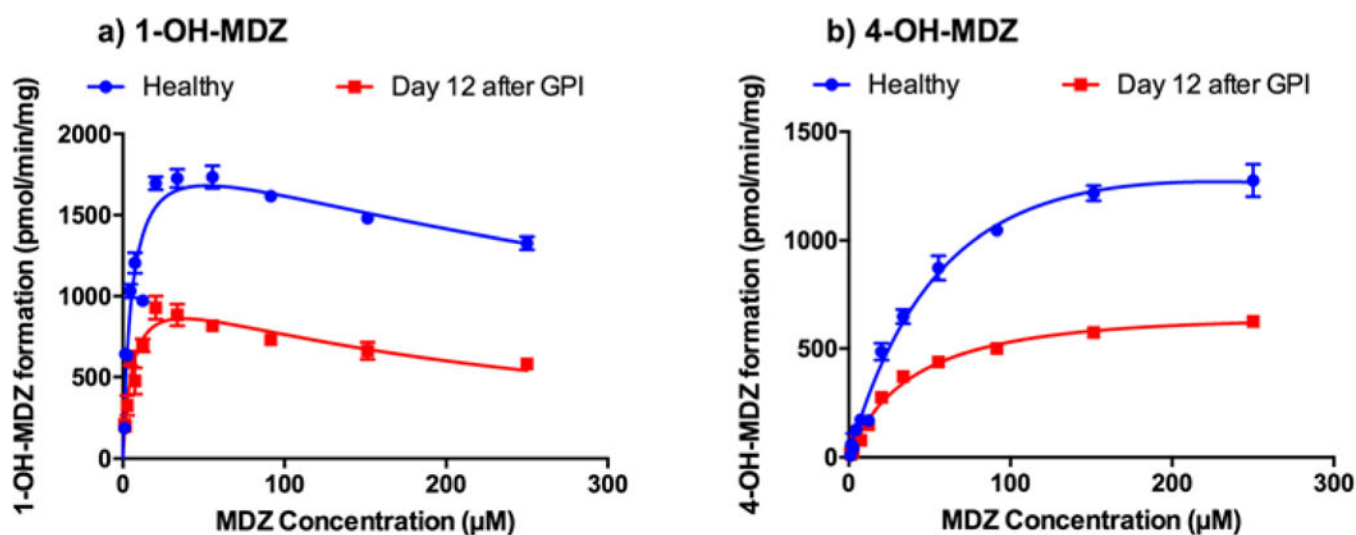 a) 1-OH-MDZ
Healthy
Day 12 after GPI
1-OH-MDZ formation (pmol/min/mg)
2000
1500
1000
500
0
0
100
200
300
MDZ Concentration (µM)
b) 4-OH-MDZ
Healthy
Day 12 after GPI
4-OH-MDZ formation (pmol/min/mg)
1500
1000
500
0
0
100
200
300
MDZ Concentration (µM)